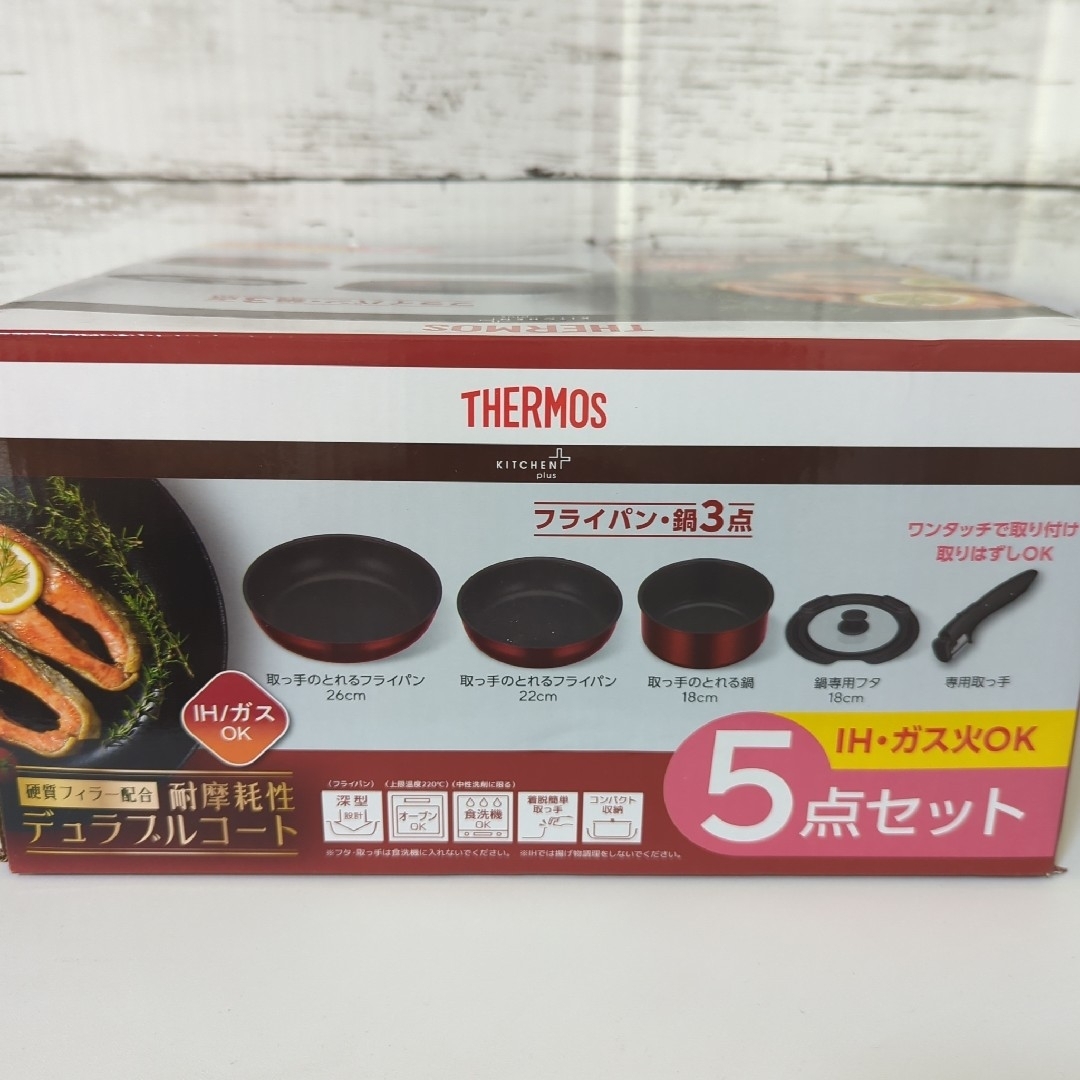 フライパン・鍋3点
KITCHEN
THERMOS
THERMOS
KITCHEN
plus
フライパン・鍋3点
ワンタッチで取り付け
取りはずしOK
取っ手のとれるフライパン
26cm
取っ手のとれるフライパン
22cm
取っ手のとれる鍋
18cm
鍋専用フタ
18cm
専用取っ手
IH/ガス
OK
IH・ガス火OK
5点セット
硬質フィラー配合 耐摩耗性
デュラブルコート
(フライパン) (上限温度220℃) (中性洗剤に限る)
深型
設計
オーブン
OK
食洗機
OK
着脱簡単
取っ手
コンパクト
収納
※フタ・取っ手は食洗機に入れないでください。 ※IHでは揚げ物調理をしないでください。